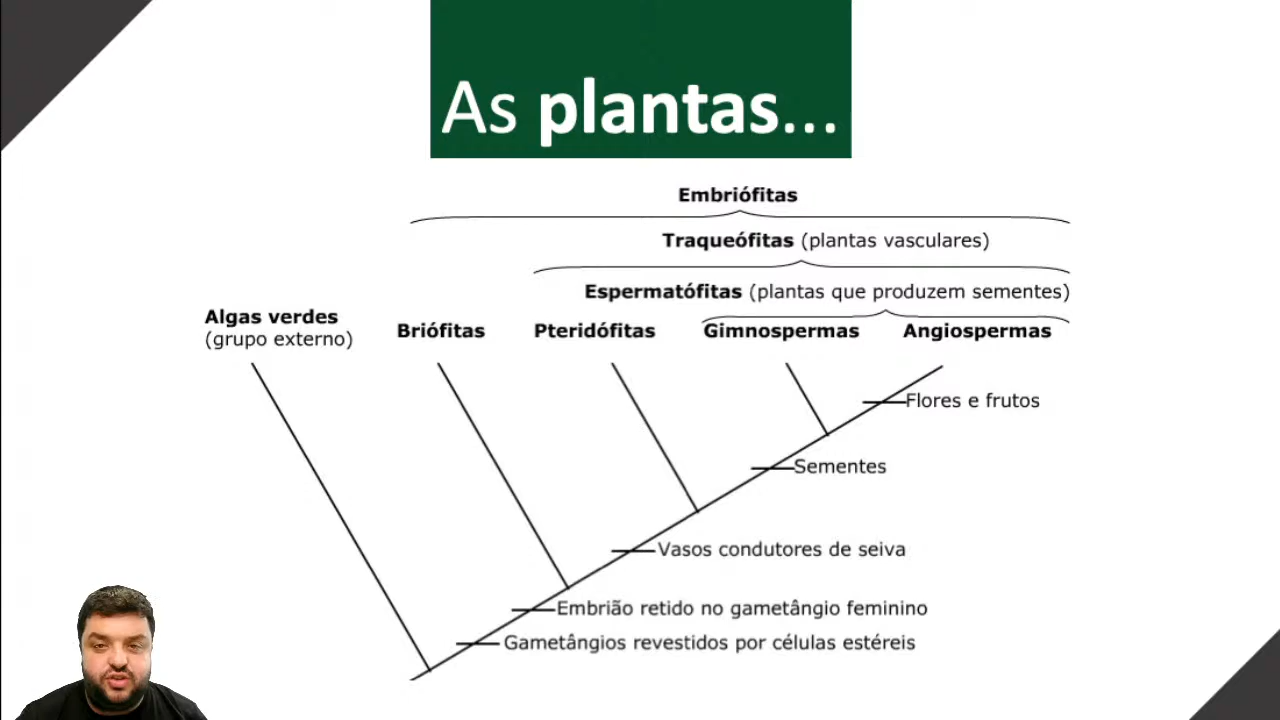 As plantas...
Embriófitas
Traqueófitas (plantas vasculares)
Espermatófitas (plantas que produzem sementes)
Algas verdes
(grupo externo)
Briófitas
Pteridófitas
Gimnospermas
Angiospermas
Flores e frutos
Sementes
Vasos condutores de seiva
Embrião retido no gametângio feminino
Gametângios revestidos por células estéreis